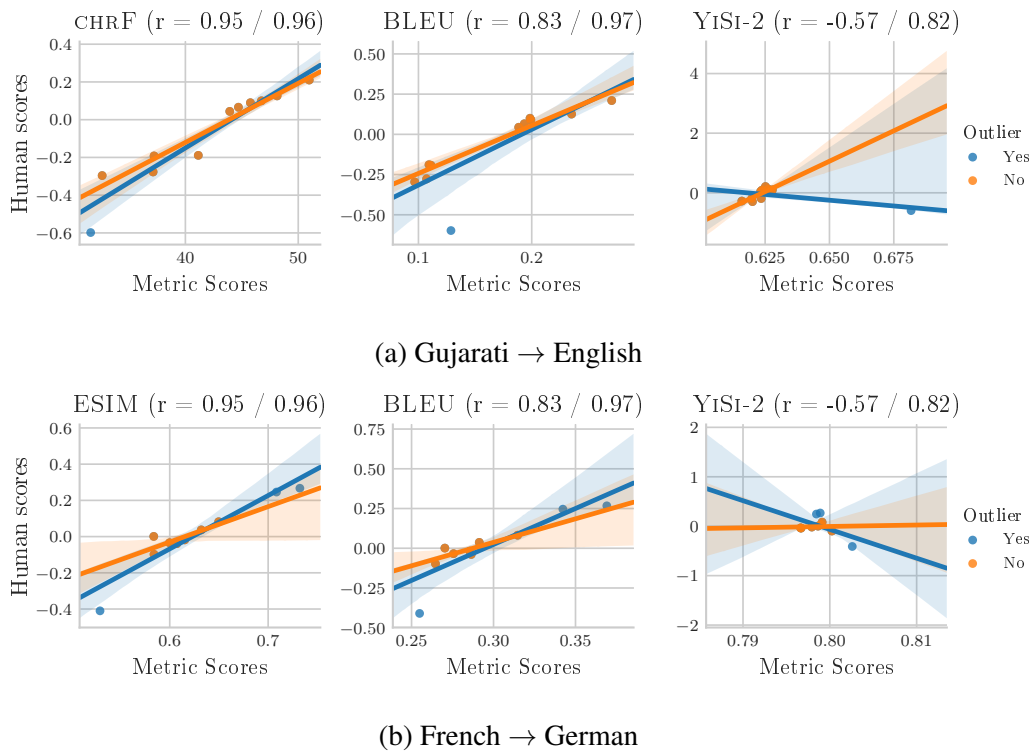 CHRF (r = 0.95 / 0.96) BLEU (r = 0.83 / 0.97) YISI-2 (r = -0.57 / 0.82)
Human scores
0.4
0.2
0.0
−0.2
−0.4
−0.6
40 50
Metric Scores
0.50
0.25
0.00
−0.25
−0.50
0.1 0.2
Metric Scores
4
2
0
0.625 0.650 0.675
Metric Scores
Outlier
Yes
No
(a) Gujarati → English
ESIM (r = 0.95 / 0.96) BLEU (r = 0.83 / 0.97) YISI-2 (r = -0.57 / 0.82)
Human scores
0.6
0.4
0.2
0.0
−0.2
−0.4
0.6 0.7
Metric Scores
0.75
0.50
0.25
0.00
−0.25
−0.50
0.25 0.30 0.35
Metric Scores
2
1
0
−1
−2
0.79 0.80 0.81
Metric Scores
Outlier
Yes
No
(b) French → German